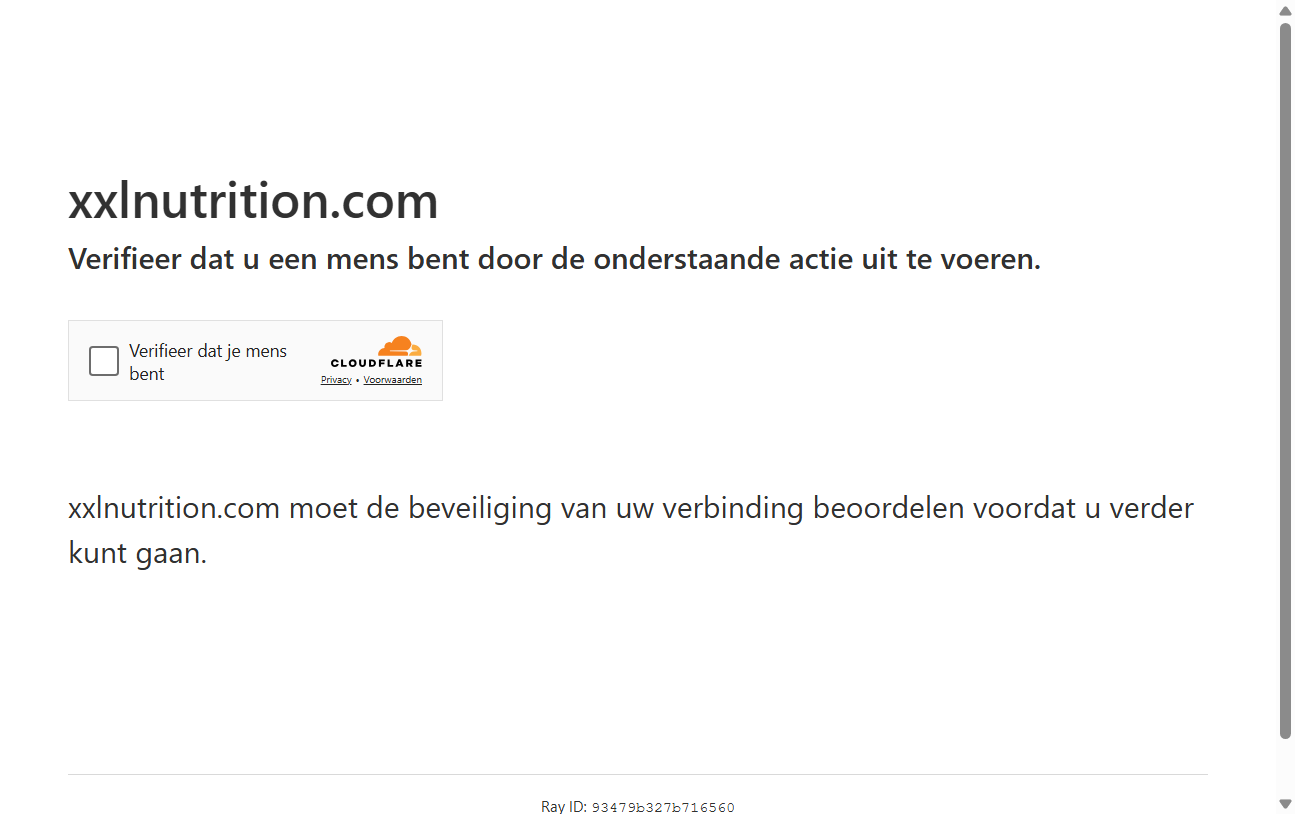 xxlnutrition.com
Verifieer dat u een mens bent door de onderstaande actie uit te voeren.
Verifieer dat je mens
bent
CLOUDFLARE
Privacy • Voorwaarden
xxlnutrition.com moet de beveiliging van uw verbinding beoordelen voordat u verder
kunt gaan.
Ray ID: 93479b327b716560